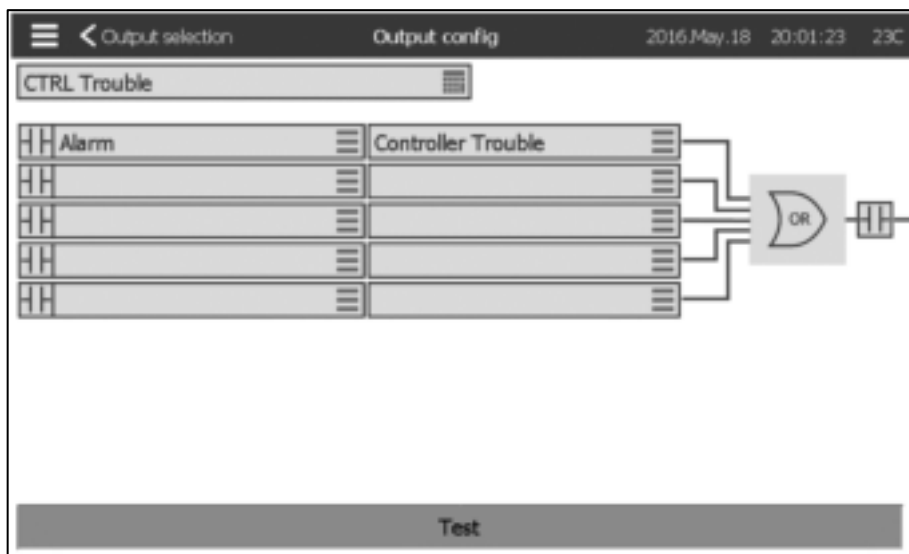 Output selection Output config 2016.May.18 20:01:23 23C
CTRL Trouble
Alarm Controller Trouble
OR
Test